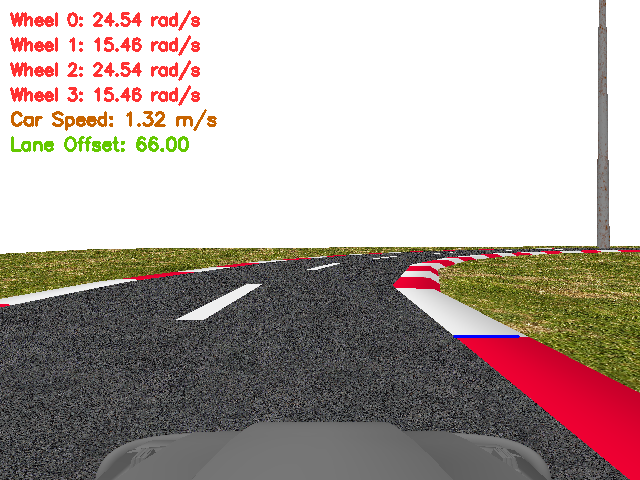 Wheel 0: 24.54 rad/s
Wheel 1: 15.46 rad/s
Wheel 2: 24.54 rad/s
Wheel 3: 15.46 rad/s
Car Speed: 1.32 m/s
Lane Offset: 66.00